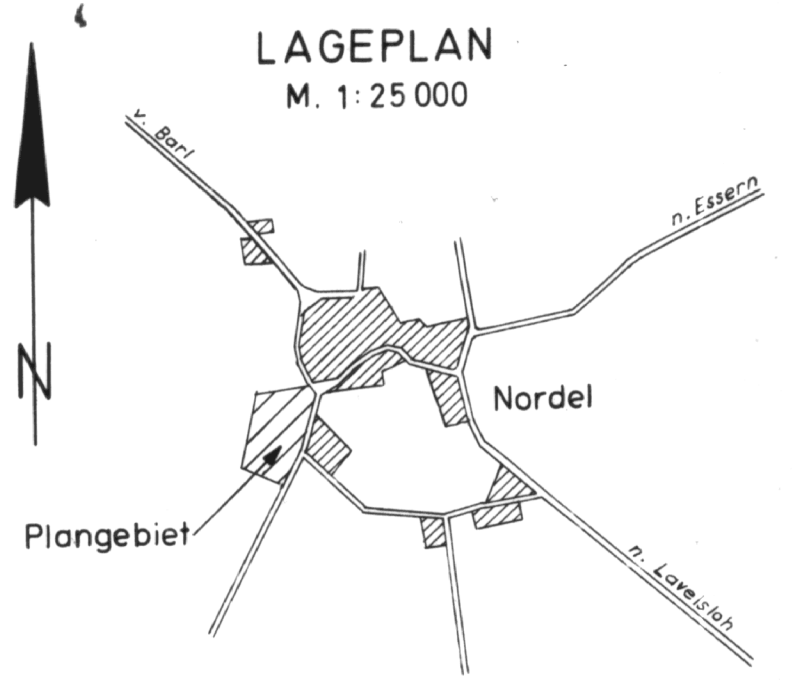 LAGEPLAN
M. 1:25 000
v. Barl
n. Essern
N
Nordel
Plangebiet
n. Lavelsloh